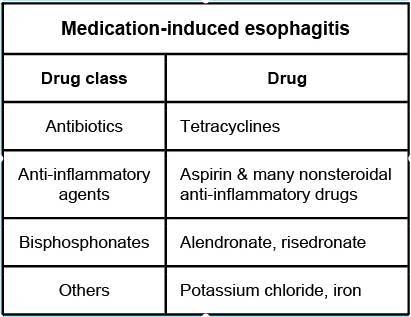 Medication-induced esophagitis
Drug class
Drug
Antibiotics
Tetracyclines
Anti-inflammatory
agents
Aspirin & many nonsteroidal
anti-inflammatory drugs
Bisphosphonates
Alendronate, risedronate
Others
Potassium chloride, iron